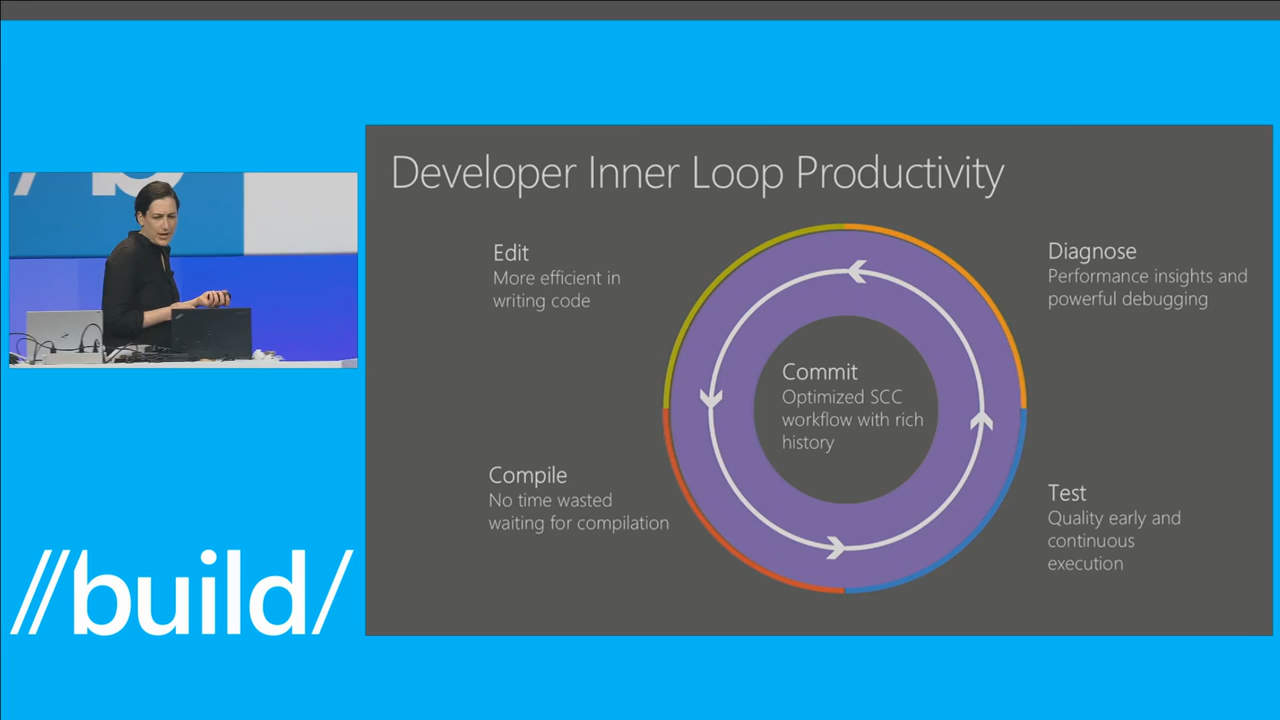 Developer Inner Loop Productivity
Edit
More efficient in
writing code
Diagnose
Performance insights and
powerful debugging
Commit
Optimized SCC
workflow with rich
history
Compile
No time wasted
waiting for compilation
Test
Quality early and
continuous
execution
//build/